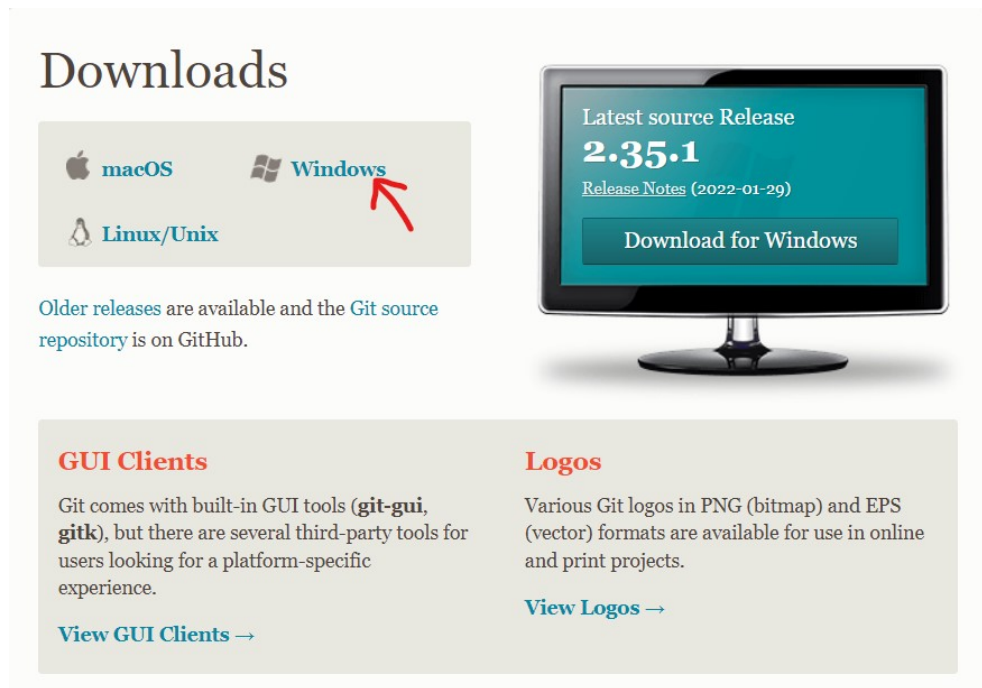 Downloads
macOS
Windows
Linux/Unix
Older releases are available and the Git source
repository is on GitHub.
Latest source Release
2.35.1
Release Notes (2022-01-29)
Download for Windows
GUI Clients
Git comes with built-in GUI tools (git-gui,
gitk), but there are several third-party tools for
users looking for a platform-specific
experience.
View GUI Clients →
Logos
Various Git logos in PNG (bitmap) and EPS
(vector) formats are available for use in online
and print projects.
View Logos →